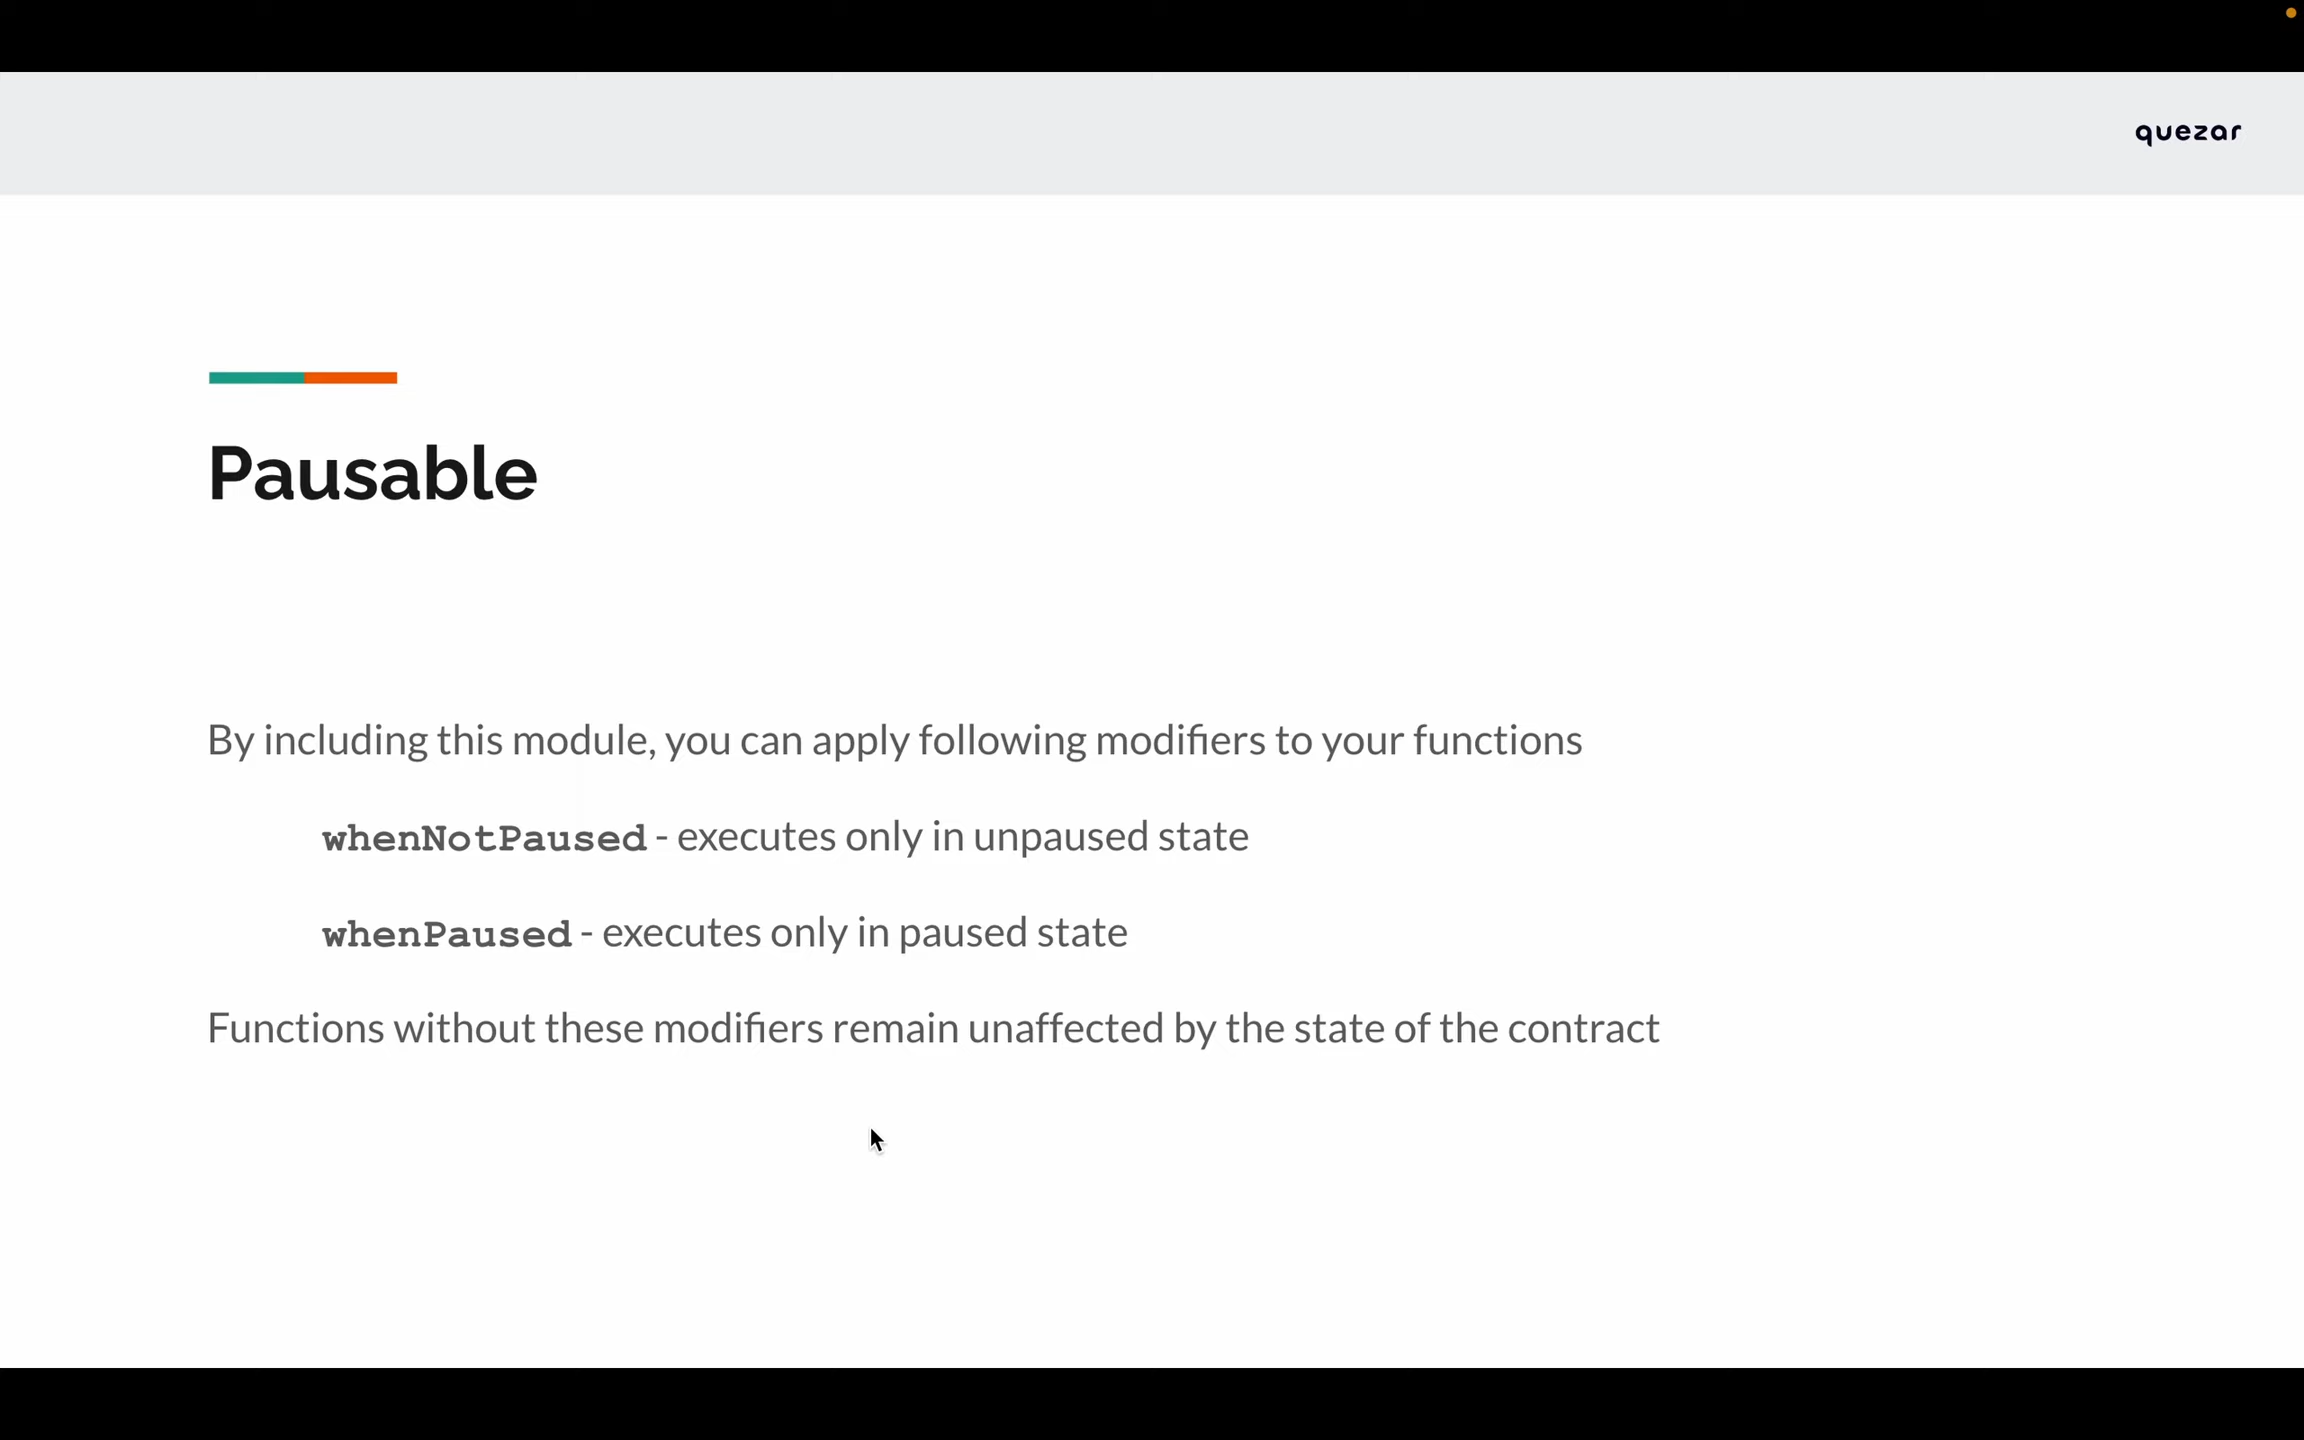 quezar
Pausable
By including this module, you can apply following modifiers to your functions
whenNotPaused - executes only in unpaused state
whenPaused - executes only in paused state
Functions without these modifiers remain unaffected by the state of the contract